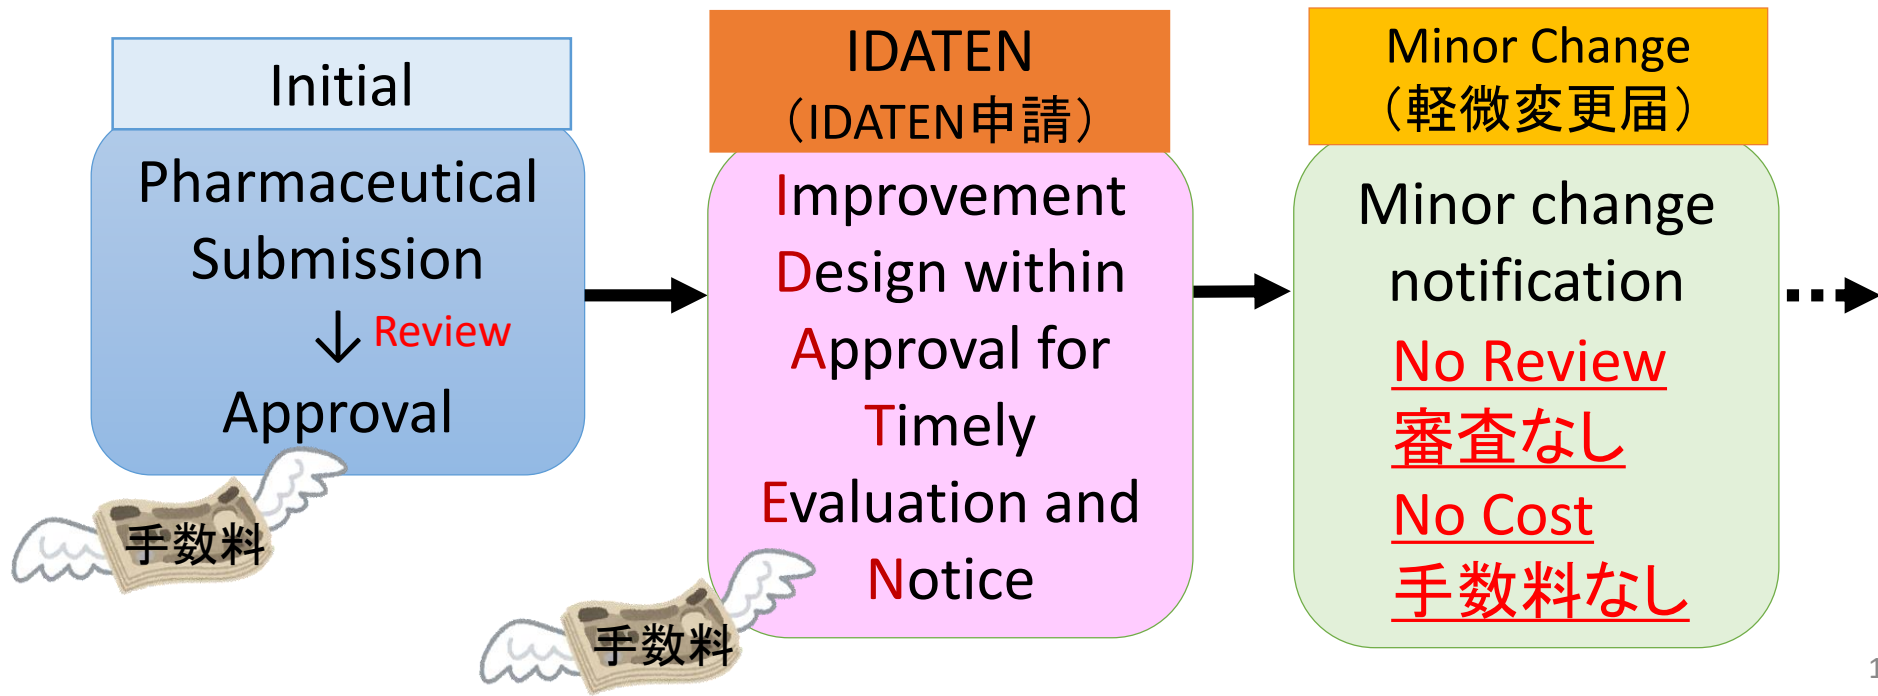 Initial
Pharmaceutical
Submission
↓ Review
Approval
手数料
IDATEN
（IDATEN申請）
Improvement
Design within
Approval for
Timely
Evaluation and
Notice
手数料
Minor Change
（軽微変更届）
Minor change
notification
No Review
審査なし
No Cost
手数料なし
1